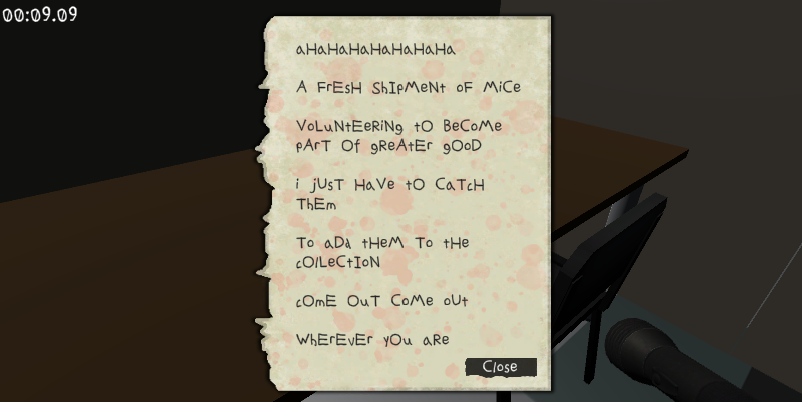 00:09.09
aHaHaHaHaHaHaHa
A FrEsH ShIpMeNt oF MiCe
VoLuNtEeRiNg tO BeCoMe
pArT Of gReAtEr gOoD
i jUsT HaVe tO CaTcH
ThEm
To aDd tHeM To tHe
cOlLeCtIoN
cOmE OuT CoMe oUt
WhErEvEr yOu aRe
Close